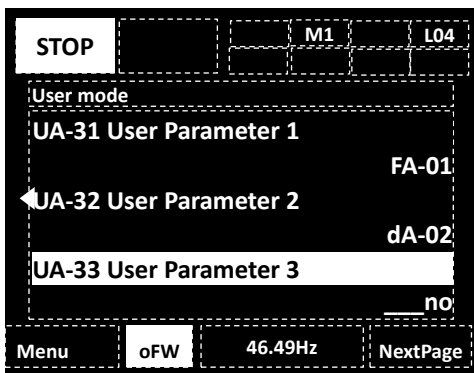 STOP
M1
L04
User mode
UA-31 User Parameter 1
FA-01
UA-32 User Parameter 2
dA-02
UA-33 User Parameter 3
___no
Menu
oFW
46.49Hz
NextPage